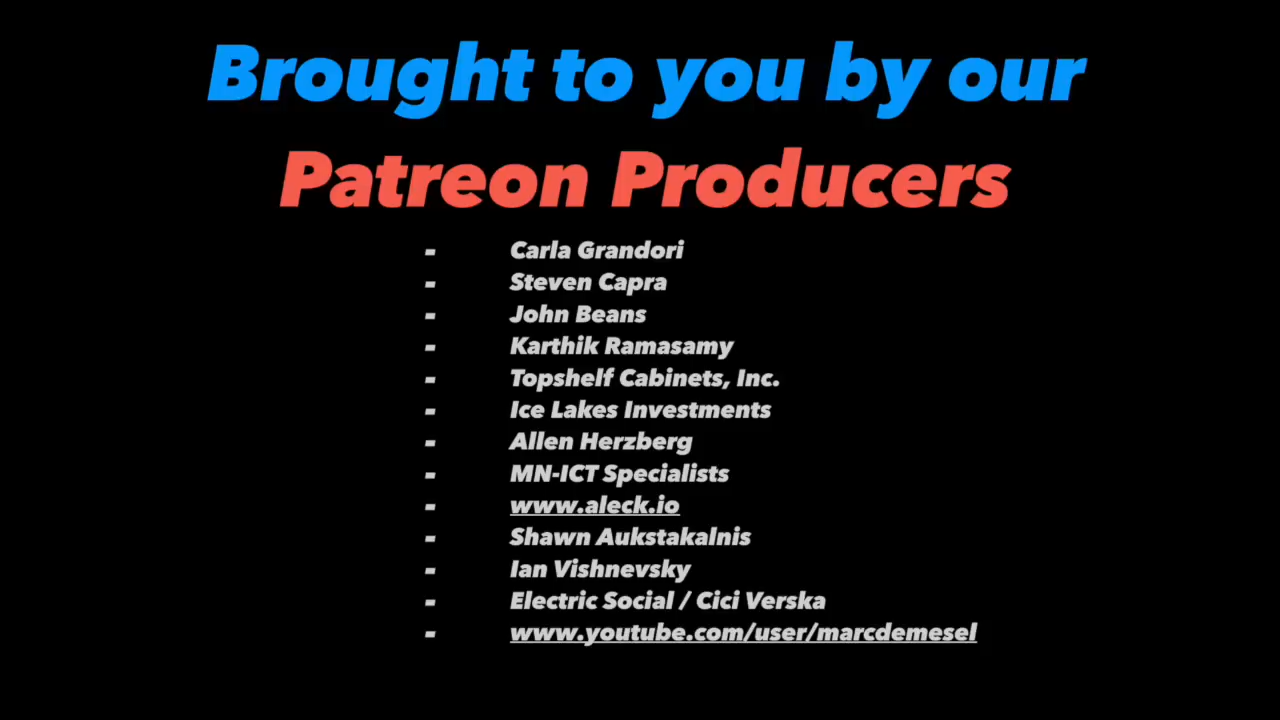 Brought to you by our
Patreon Producers
- Carla Grandori
- Steven Capra
- John Beans
- Karthik Ramasamy
- Topshelf Cabinets, Inc.
- Ice Lakes Investments
- Allen Herzberg
- MN-ICT Specialists
- www.aleck.io
- Shawn Aukstakalnis
- Ian Vishnevsky
- Electric Social / Cici Verska
- www.youtube.com/user/marcdemesel